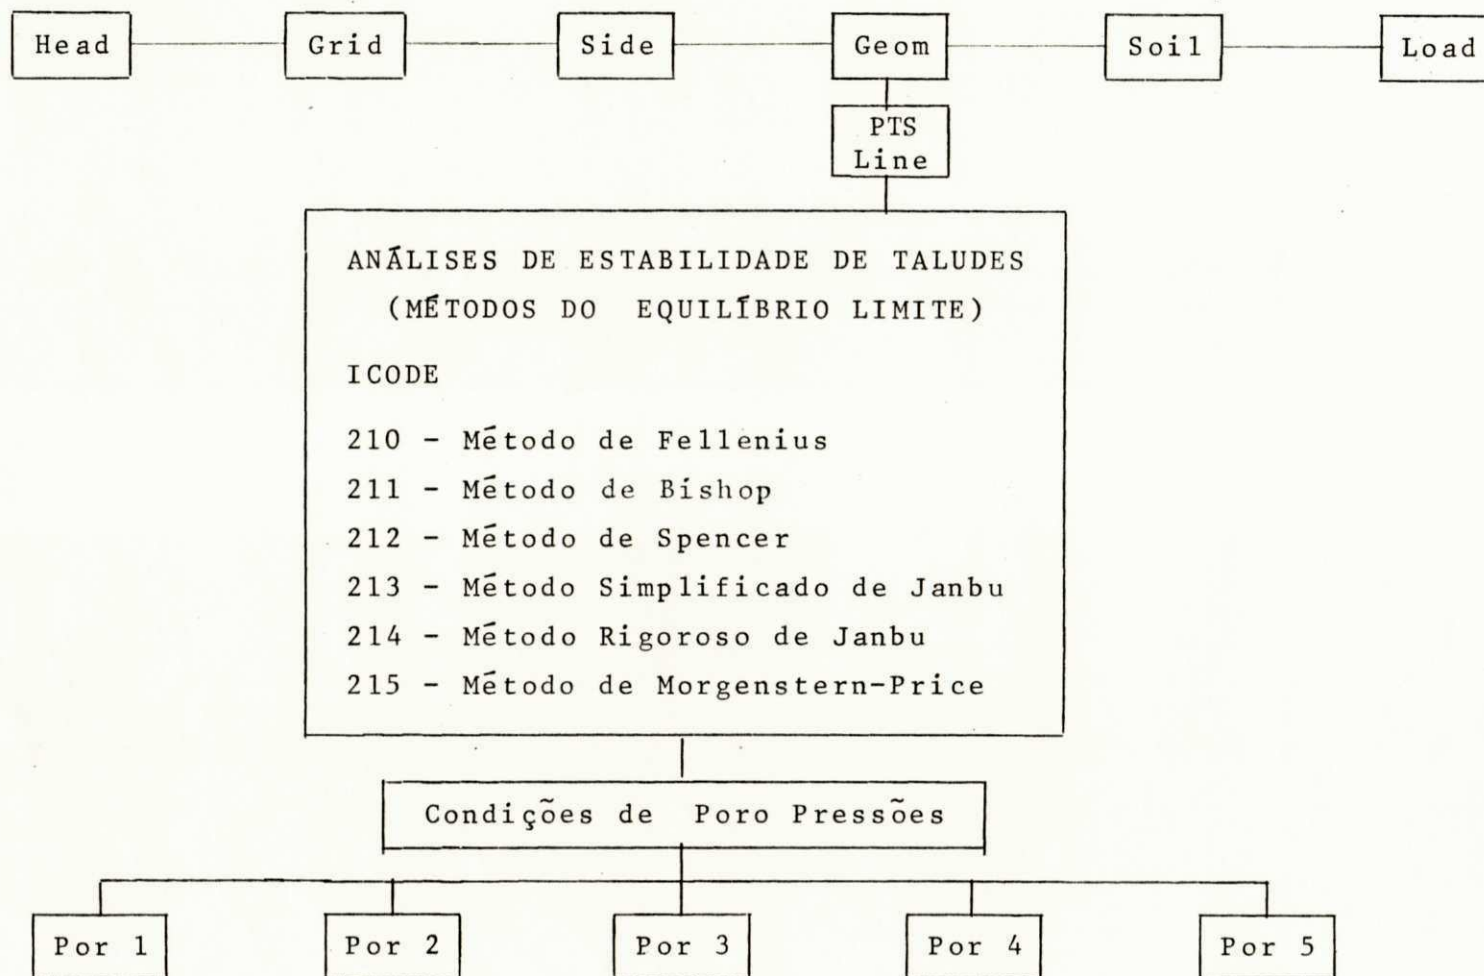 Head Grid Side Geom Soil Load
PTS
Line
ANÁLISES DE ESTABILIDADE DE TALUDES
(MÉTODOS DO EQUILÍBRIO LIMITE)
ICODE
210 - Método de Fellenius
211 - Método de Bishop
212 - Método de Spencer
213 - Método Simplificado de Janbu
214 - Método Rigoroso de Janbu
215 - Método de Morgenstern-Price
Condições de Poro Pressões
Por 1 Por 2 Por 3 Por 4 Por 5